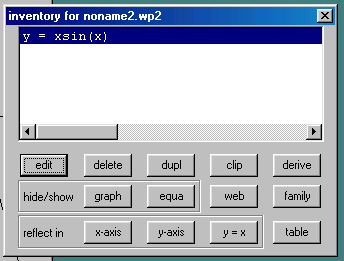 inventory for noname2.wp2
y = xsin(x)
edit delete dupl clip derive
hide/show graph equa web family
reflect in x-axis y-axis y = x table